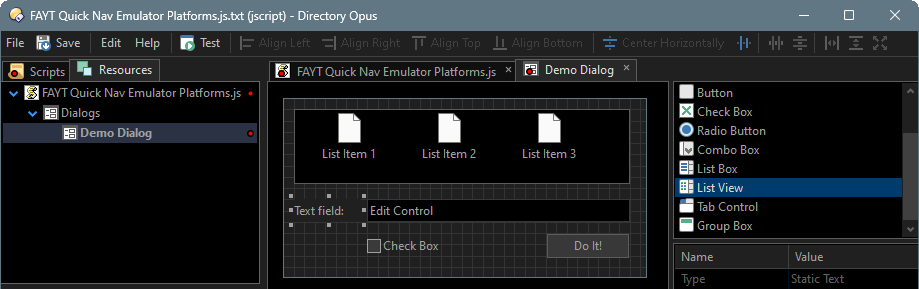 FAYT Quick Nav Emulator Platforms.js.txt (jscript) - Directory Opus
File Save Edit Help Test Align Left Align Right Align Top Align Bottom Center Horizontally
Scripts Resources
FAYT Quick Nav Emulator Platforms.js
Dialogs
Demo Dialog
FAYT Quick Nav Emulator Platforms.js × Demo Dialog ×
List Item 1 List Item 2 List Item 3
Text field: Edit Control
Check Box Do It!
Button
Check Box
Radio Button
Combo Box
List Box
List View
Tab Control
Group Box
Name Value
Type Static Text